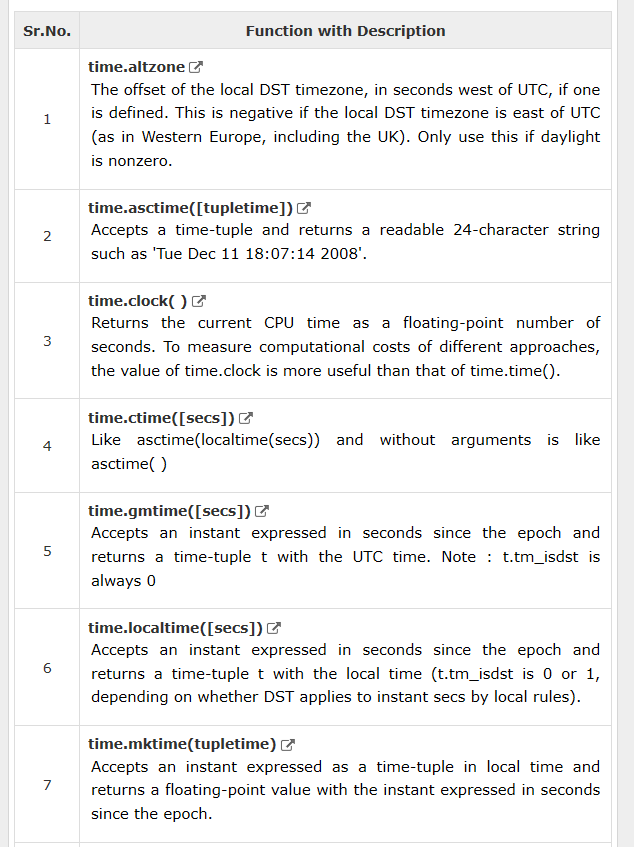 Sr.No. Function with Description
time.altzone
The offset of the local DST timezone, in seconds west of UTC, if one
is defined. This is negative if the local DST timezone is east of UTC
1
(as in Western Europe, including the UK). Only use this if daylight
is nonzero.
time.asctime([tupletime])
2
Accepts a time-tuple and returns a readable 24-character string
such as 'Tue Dec 11 18:07:14 2008'.
time.clock( )
Returns the current CPU time as a floating-point number of
3
seconds. To measure computational costs of different approaches,
the value of time.clock is more useful than that of time.time().
time.ctime([secs])
4
Like asctime(localtime(secs)) and without arguments is like
asctime( )
time.gmtime([secs])
Accepts an instant expressed in seconds since the epoch and
5
returns a time-tuple t with the UTC time. Note : t.tm_isdst is
always 0
time.localtime([secs])
Accepts an instant expressed in seconds since the epoch and
6
returns a time-tuple t with the local time (t.tm_isdst is 0 or 1,
depending on whether DST applies to instant secs by local rules).
time.mktime(tupletime)
Accepts an instant expressed as a time-tuple in local time and
7
returns a floating-point value with the instant expressed in seconds
since the epoch.